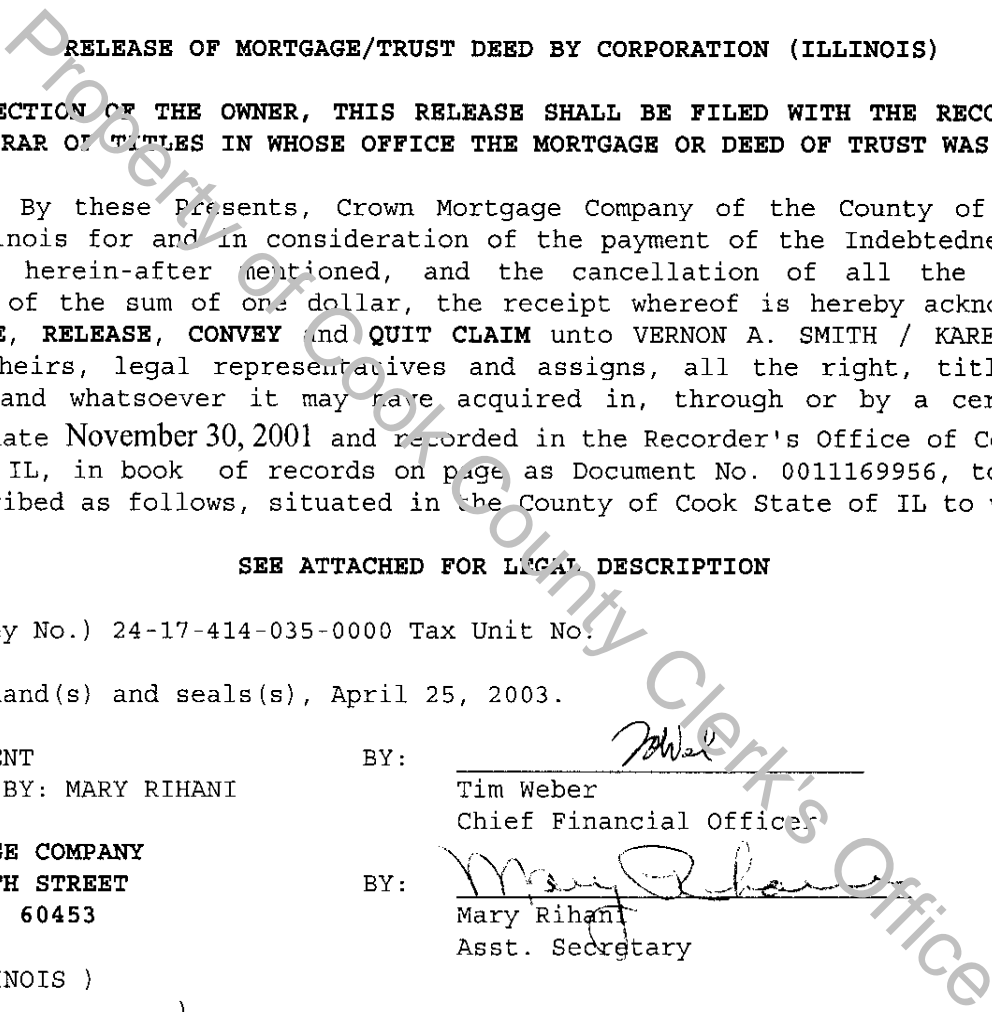 RELEASE OF MORTGAGE/TRUST DEED BY CORPORATION (ILLINOIS)
ECTION OF THE OWNER, THIS RELEASE SHALL BE FILED WITH THE RECO
RAR OF TITLES IN WHOSE OFFICE THE MORTGAGE OR DEED OF TRUST WAS
By these Presents, Crown Mortgage Company of the County of
inois for and in consideration of the payment of the Indebtedne
herein-after mentioned, and the cancellation of all the
of the sum of one dollar, the receipt whereof is hereby ackno
E, RELEASE, CONVEY and QUIT CLAIM unto VERNON A. SMITH / KARE
heirs, legal representatives and assigns, all the right, titl
and whatsoever it may have acquired in, through or by a cer
ate November 30, 2001 and recorded in the Recorder's Office of C
IL, in book of records on page as Document No. 0011169956, to
ribed as follows, situated in the County of Cook State of IL to
SEE ATTACHED FOR LEGAL DESCRIPTION
y No.) 24-17-414-035-0000 Tax Unit No.
hand(s) and seals(s), April 25, 2003.
ENT BY:
BY: MARY RIHANI Tim Weber
Chief Financial Officer
GE COMPANY
TH STREET BY: Mary Rihani
60453 Mary Rihani
Asst. Secretary
INOIS )
)
Property of Cook County Clerk's Office